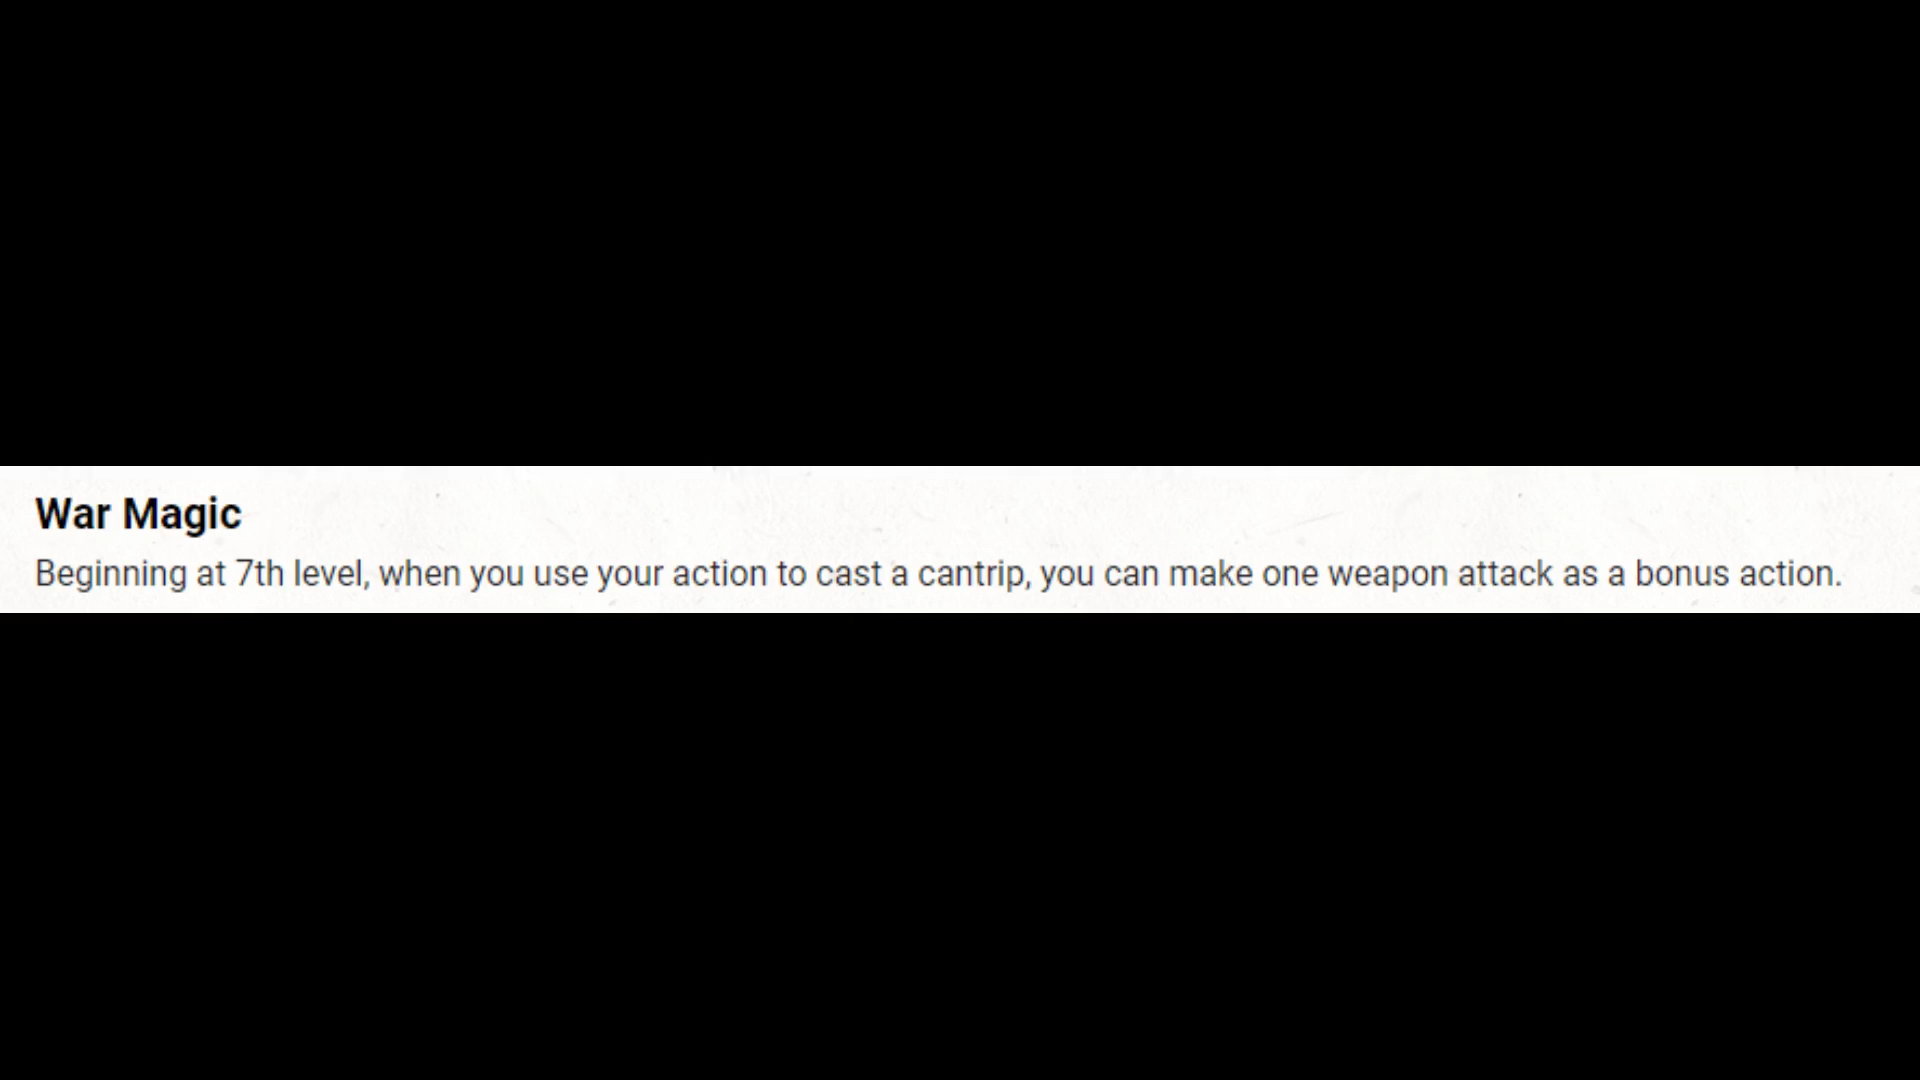 War Magic
Beginning at 7th level, when you use your action to cast a cantrip, you can make one weapon attack as a bonus action.